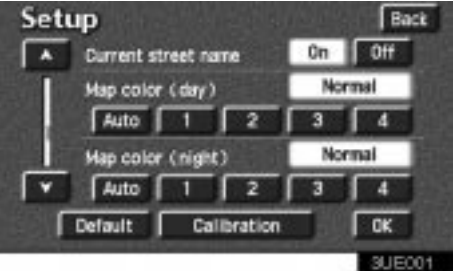 Setup Back
Current street name On Off
Map color (day) Normal
Auto 1 2 3 4
Map color (night) Normal
Auto 1 2 3 4
Default Calibration OK
3UE001